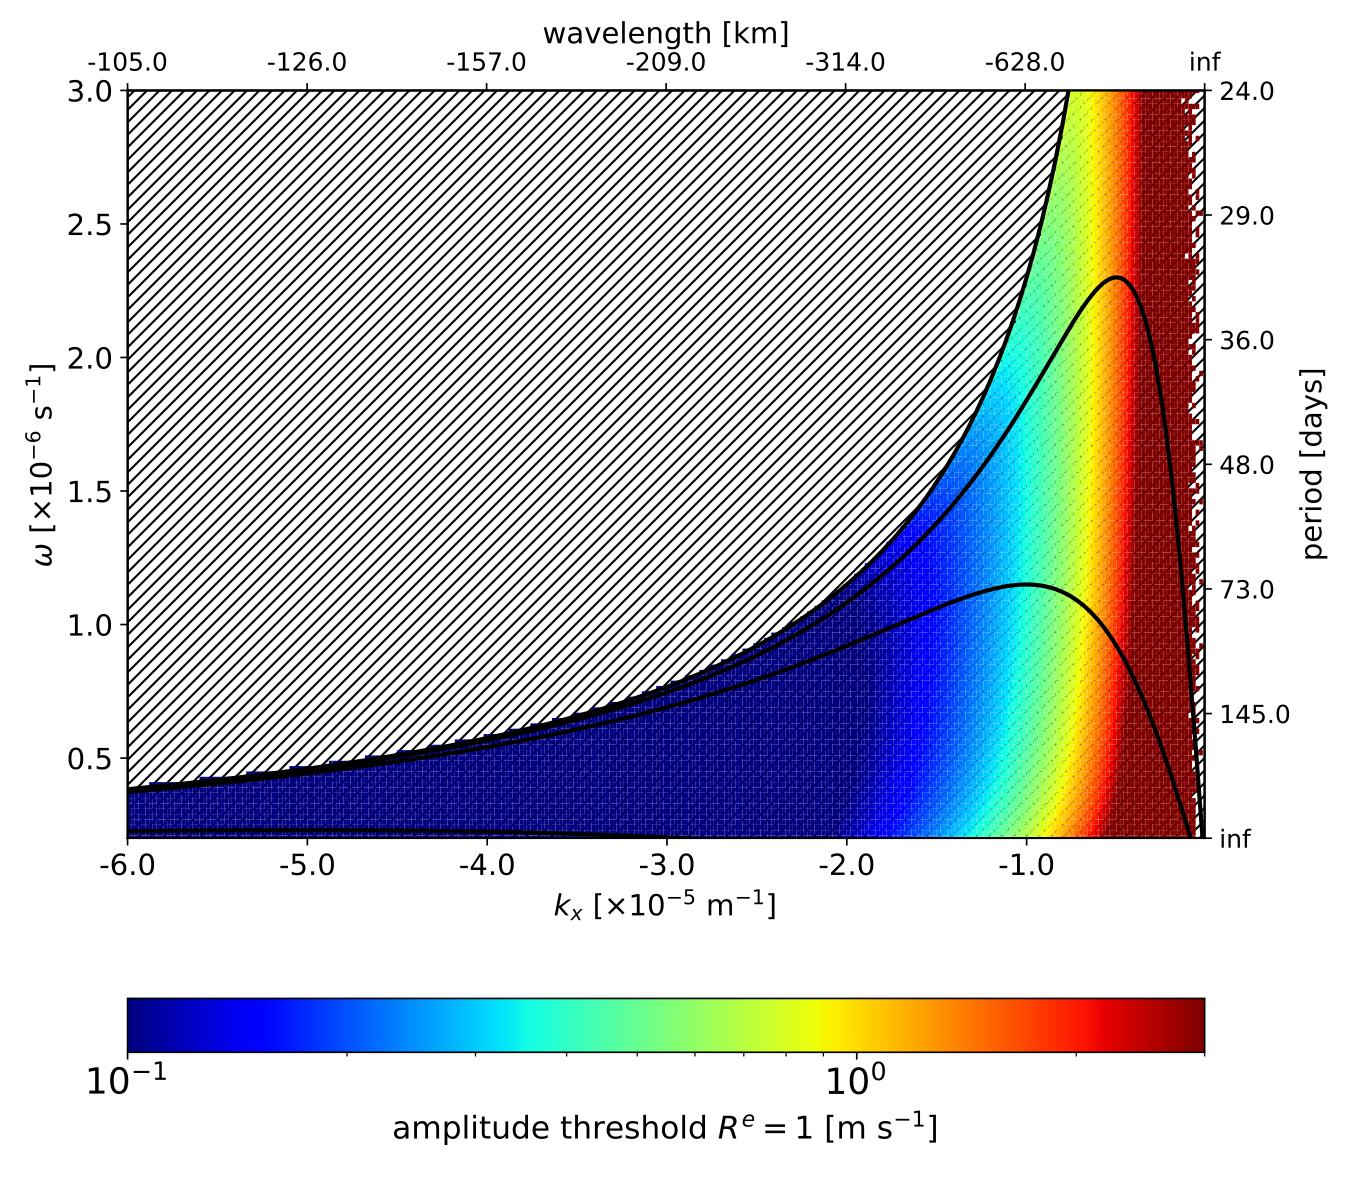 wavelength [km]
-105.0 -126.0 -157.0 -209.0 -314.0 -628.0 inf
3.0 24.0
2.5 29.0
2.0 36.0
1.5 48.0
1.0 73.0
0.5 145.0
inf
ω [×10⁻⁶ s⁻¹]
period [days]
-6.0 -5.0 -4.0 -3.0 -2.0 -1.0
kₓ [×10⁻⁵ m⁻¹]
10⁻¹ 10⁰
amplitude threshold Rᵉ = 1 [m s⁻¹]